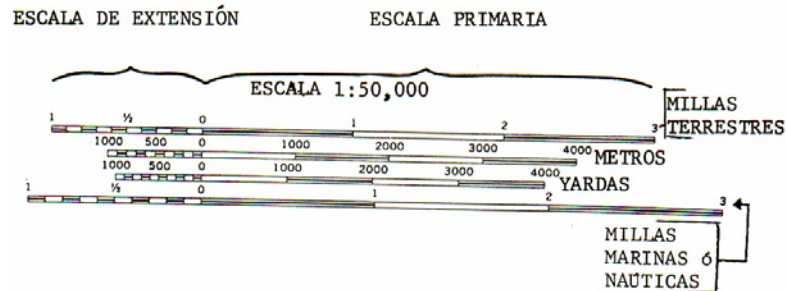 ESCALA DE EXTENSIÓN ESCALA PRIMARIA
ESCALA 1:50,000
1 ½ 0 1 2 3
MILLAS
TERRESTRES
1000 500 0 1000 2000 3000 4000 METROS
1000 500 0 1000 2000 3000 4000 YARDAS
1 ½ 0 1 2 3
MILLAS
MARINAS ó
NAÚTICAS